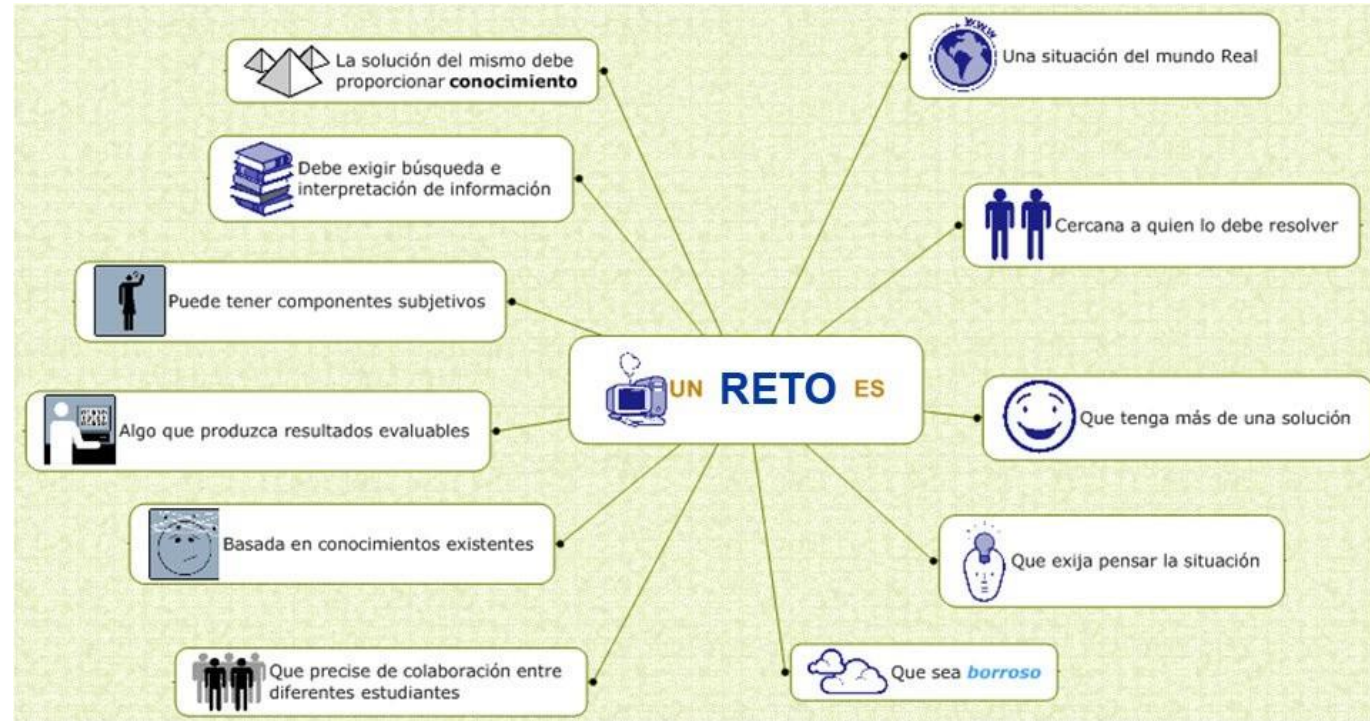 UN RETO ES
Una situación del mundo Real
Cercana a quien lo debe resolver
Que tenga más de una solución
Que exija pensar la situación
Que sea borroso
Que precise de colaboración entre
diferentes estudiantes
Basada en conocimientos existentes
Algo que produzca resultados evaluables
Puede tener componentes subjetivos
Debe exigir búsqueda e
interpretación de información
La solución del mismo debe
proporcionar conocimiento
www